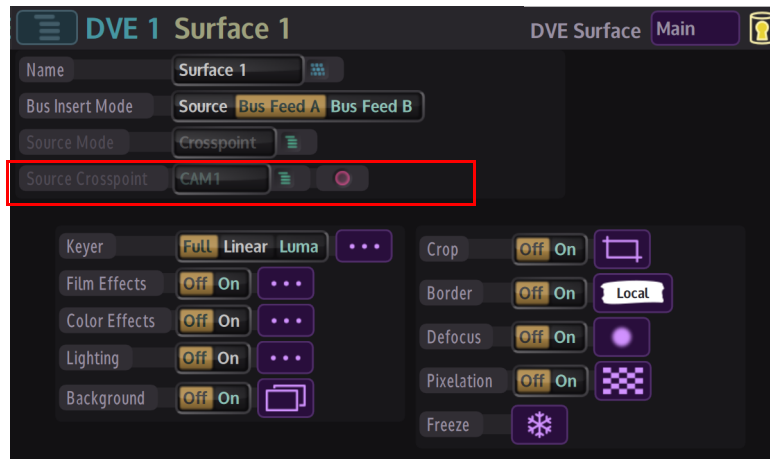 DVE 1 Surface 1 DVE Surface Main
Name Surface 1
Bus Insert Mode Source Bus Feed A Bus Feed B
Source Mode Crosspoint
Source Crosspoint CAM1
Keyer Full Linear Luma
Film Effects Off On
Color Effects Off On
Lighting Off On
Background Off On
Crop Off On
Border Off On Local
Defocus Off On
Pixelation Off On
Freeze